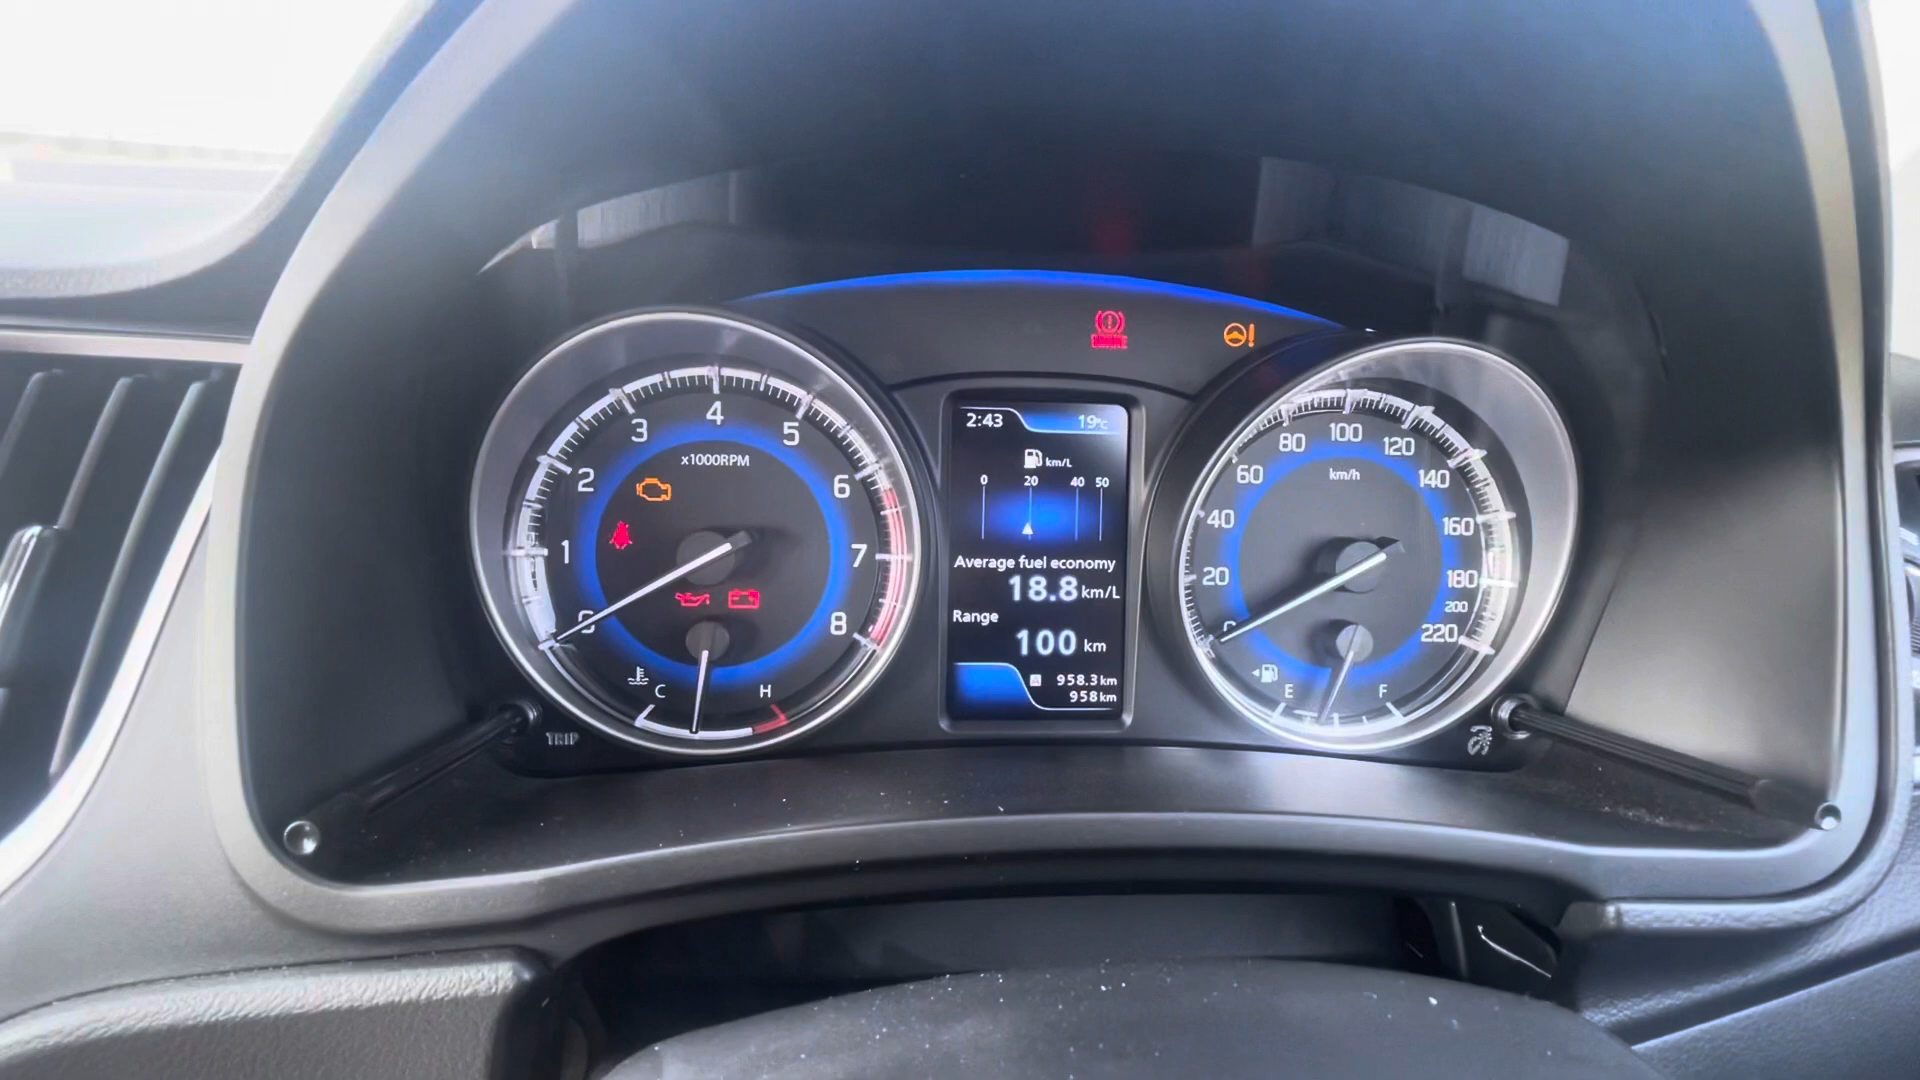 BRAKE
2:43 19°C
km/L
0 20 40 50
Average fuel economy
18.8 km/L
Range
100 km
A 958.3 km
958 km
0 1 2 3 4 5 6 7 8
x1000RPM
C H
TRIP
0 20 40 60 80 100 120 140 160 180 200 220
km/h
E F